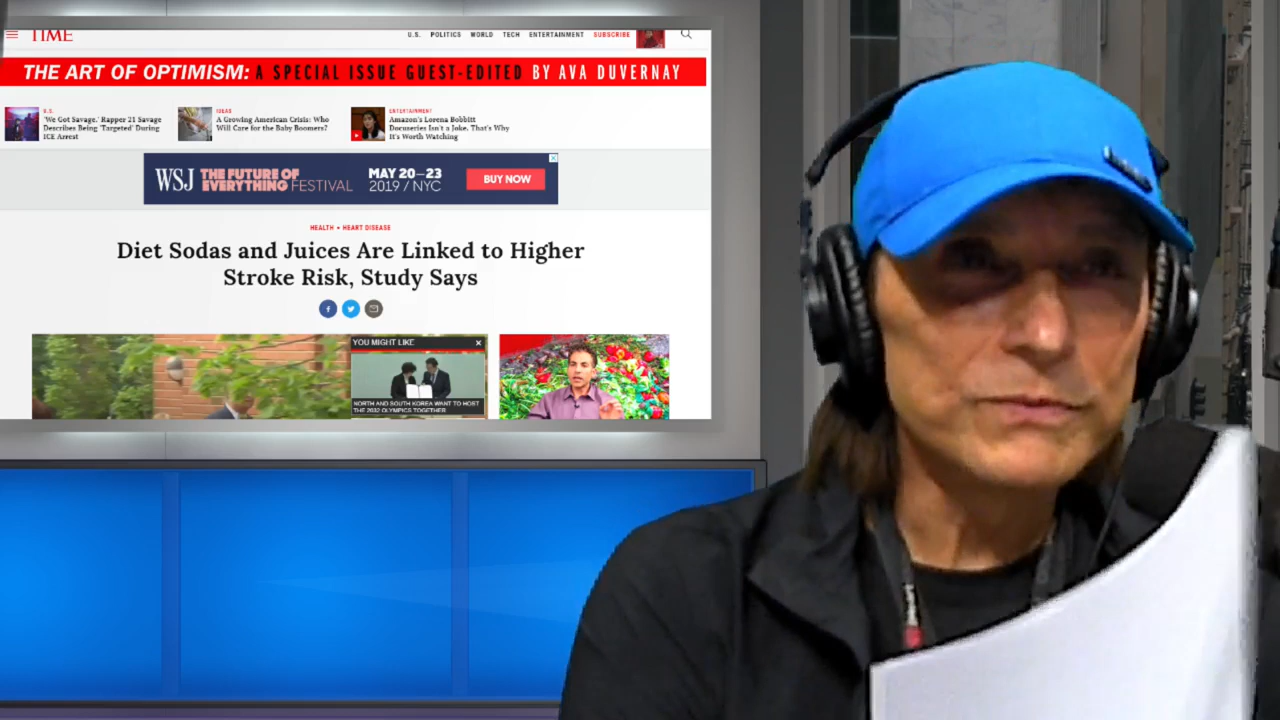 TIME
U.S. POLITICS WORLD TECH ENTERTAINMENT SUBSCRIBE
THE ART OF OPTIMISM: A SPECIAL ISSUE GUEST-EDITED BY AVA DUVERNAY
U.S.
'We Got Savage.' Rapper 21 Savage
Describes Being 'Targeted' During
ICE Arrest
IDEAS
A Growing American Crisis: Who
Will Care for the Baby Boomers?
ENTERTAINMENT
Amazon's Lorena Bobbitt
Docuseries Isn't a Joke. That's Why
It's Worth Watching
WSJ THE FUTURE OF
EVERYTHING FESTIVAL
MAY 20–23
2019 / NYC
BUY NOW
HEALTH • HEART DISEASE
Diet Sodas and Juices Are Linked to Higher
Stroke Risk, Study Says
YOU MIGHT LIKE
NORTH AND SOUTH KOREA WANT TO HOST
THE 2032 OLYMPICS TOGETHER